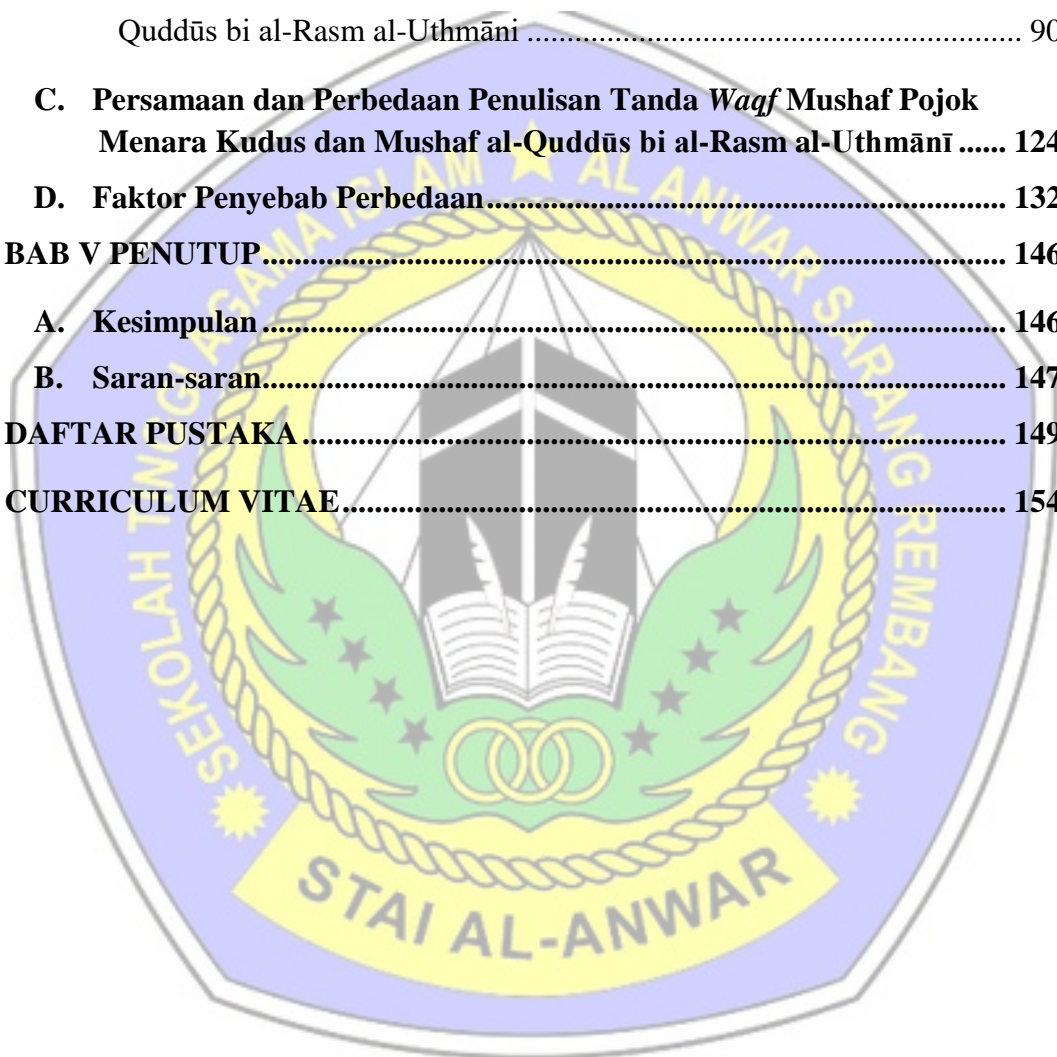 Quddūs bi al-Rasm al-Uthmāni ............................................................. 90
C. Persamaan dan Perbedaan Penulisan Tanda Waqf Mushaf Pojok
Menara Kudus dan Mushaf al-Quddūs bi al-Rasm al-Uthmānī ...... 124
D. Faktor Penyebab Perbedaan................................................................. 132
BAB V PENUTUP............................................................................................. 146
A. Kesimpulan ............................................................................................. 146
B. Saran-saran............................................................................................. 147
DAFTAR PUSTAKA ........................................................................................ 149
CURRICULUM VITAE................................................................................... 154
SEKOLAH TINGGI AGAMA ISLAM AL ANWAR SARANG REMBANG
STAI AL-ANWAR